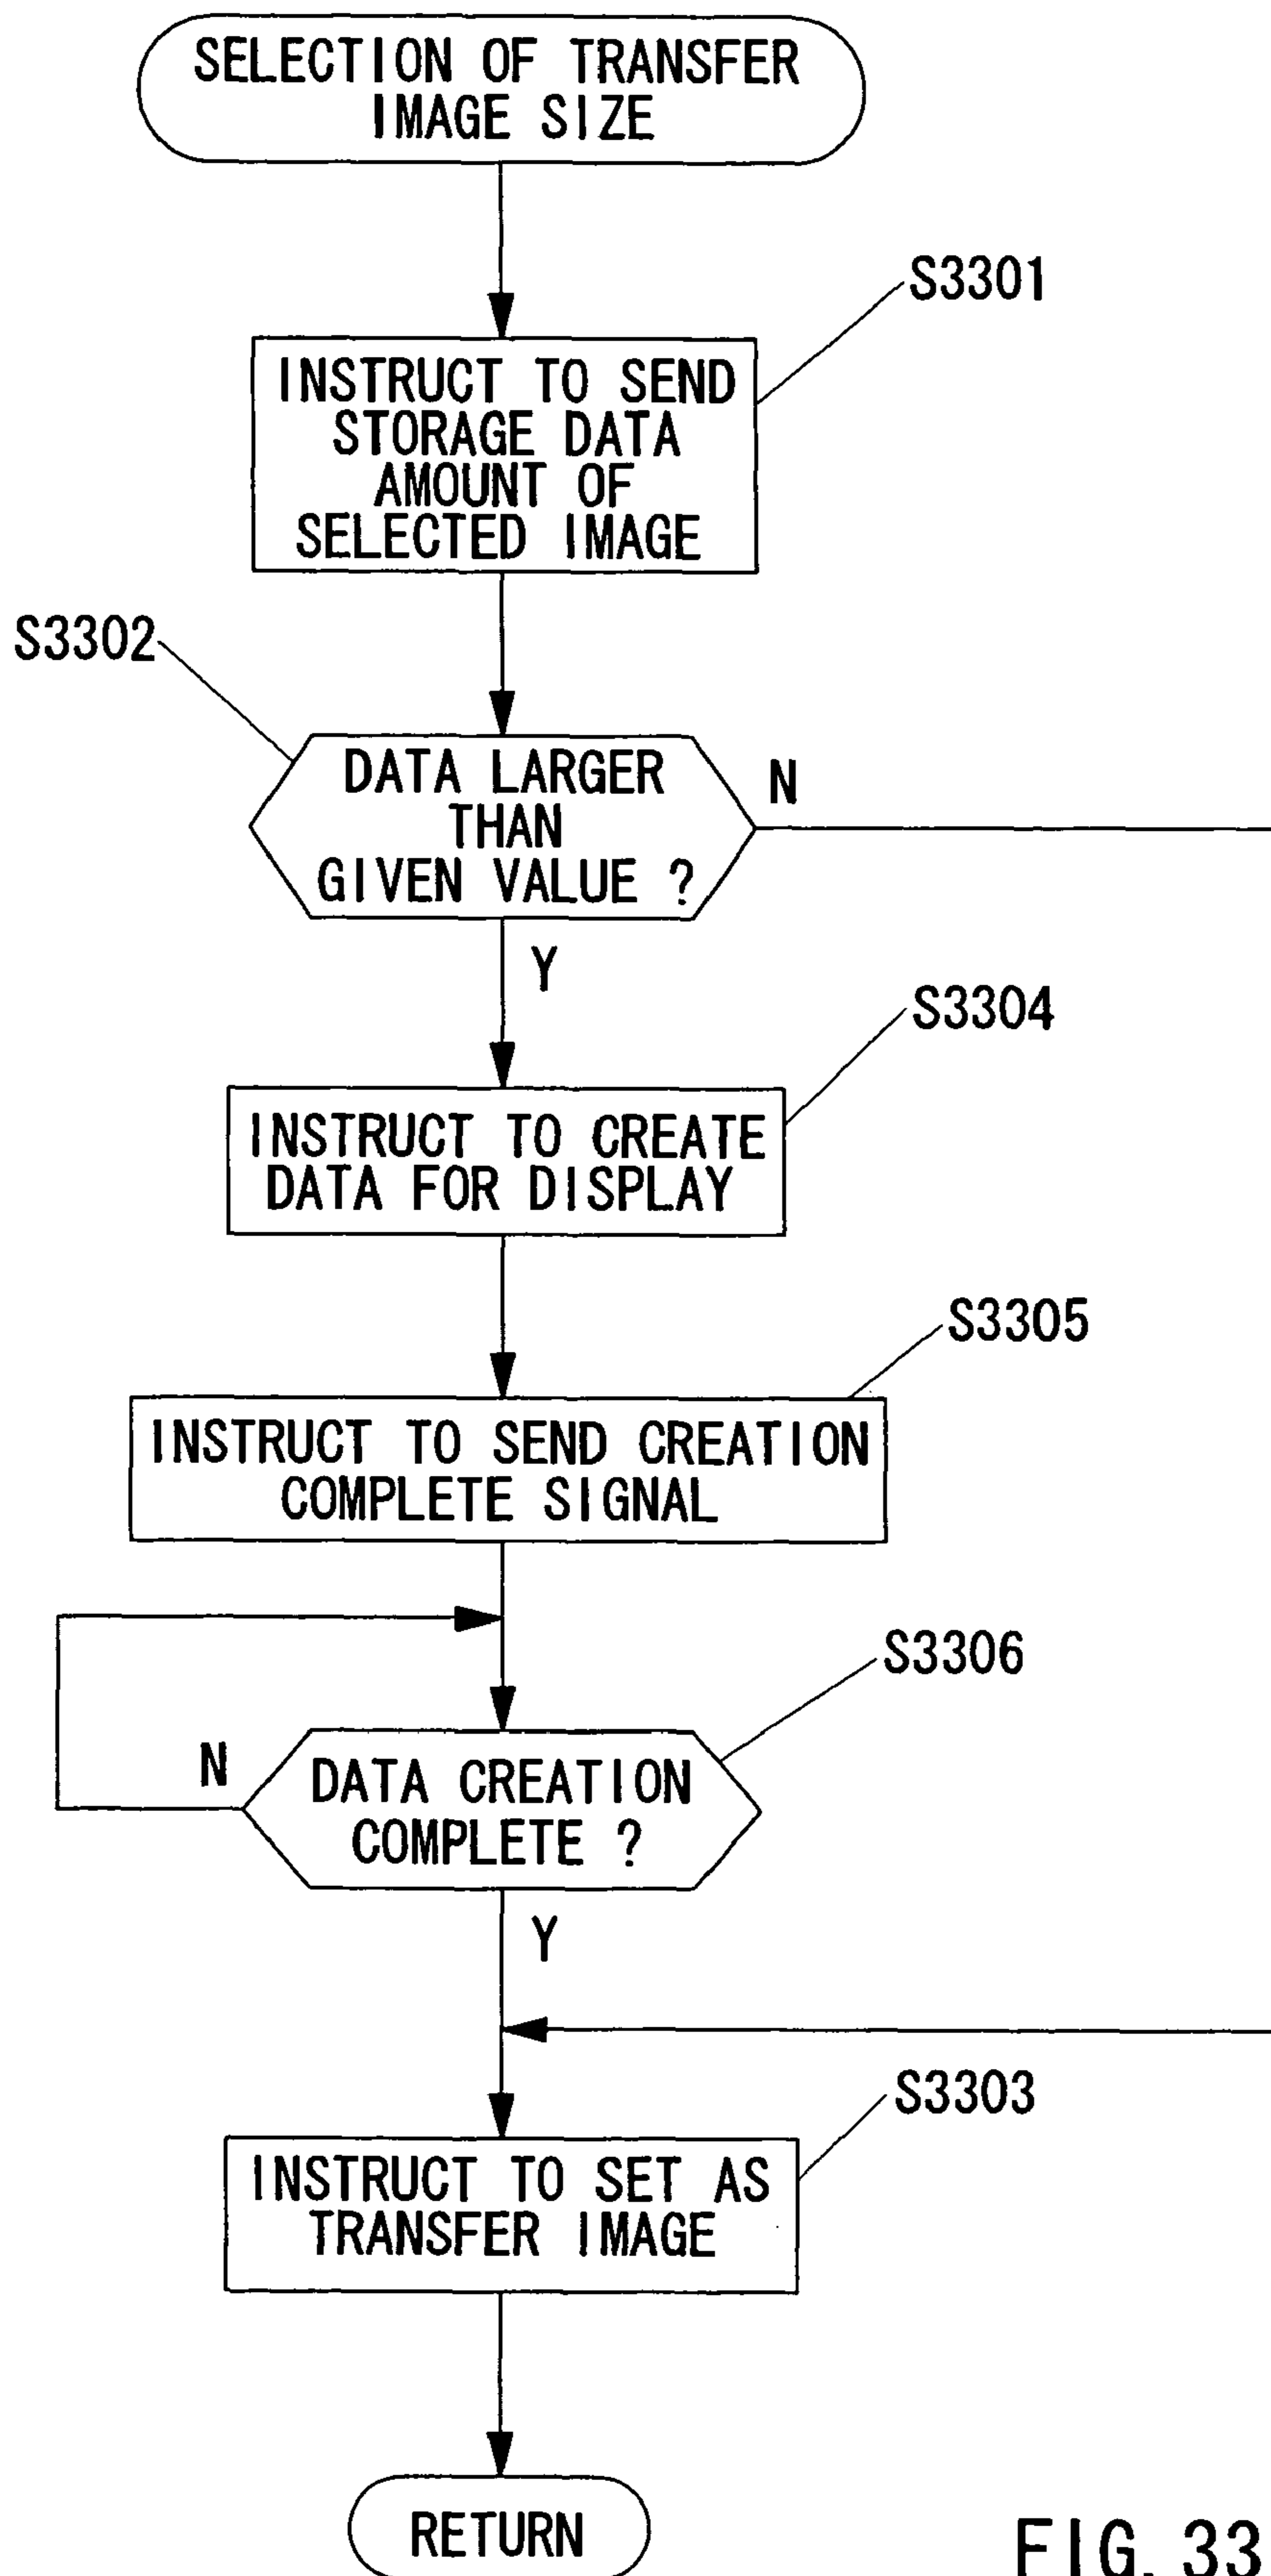 SELECTION OF TRANSFER
IMAGE SIZE
S3301
INSTRUCT TO SEND
STORAGE DATA
AMOUNT OF
SELECTED IMAGE
S3302
DATA LARGER
THAN
GIVEN VALUE ?
N
Y
S3304
INSTRUCT TO CREATE
DATA FOR DISPLAY
S3305
INSTRUCT TO SEND CREATION
COMPLETE SIGNAL
S3306
N
DATA CREATION
COMPLETE ?
Y
S3303
INSTRUCT TO SET AS
TRANSFER IMAGE
RETURN
FIG. 33